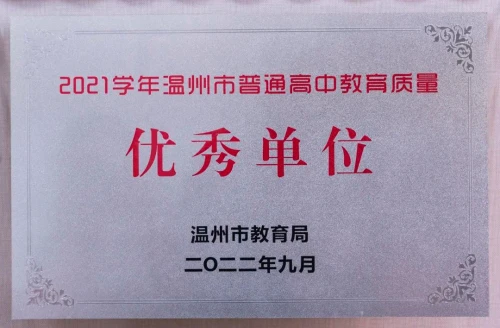 2021学年温州市普通高中教育质量
优秀单位
温州市教育局
二〇二二年九月